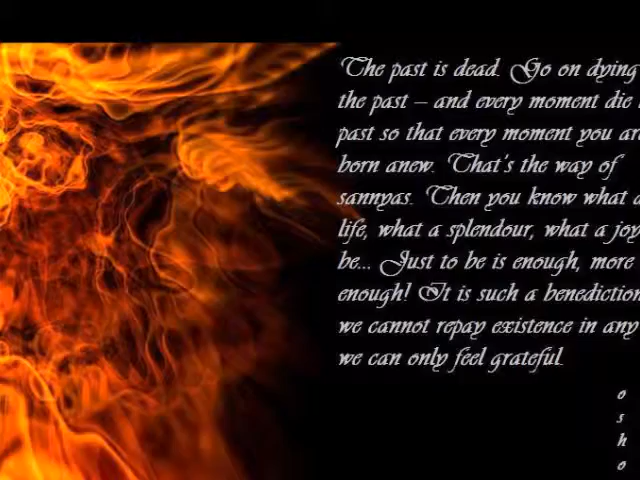 The past is dead. Go on dying
the past – and every moment die
past so that every moment you
born anew. That's the way of
sannyas. Then you know what a
life, what a splendour, what a joy
be... Just to be is enough, more
enough! It is such a benediction
we cannot repay existence in any
we can only feel grateful.
o
s
h
o